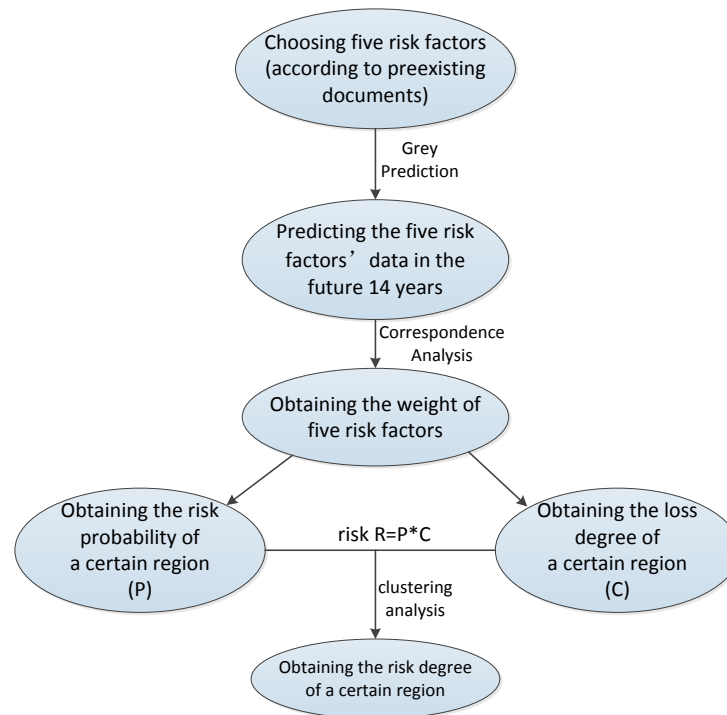 Choosing five risk factors
(according to preexisting
documents)
Grey
Prediction
Predicting the five risk
factors’ data in the
future 14 years
Correspondence
Analysis
Obtaining the weight of
five risk factors
Obtaining the risk
probability of
a certain region
(P)
risk R=P*C
Obtaining the loss
degree of
a certain region
(C)
clustering
analysis
Obtaining the risk degree
of a certain region